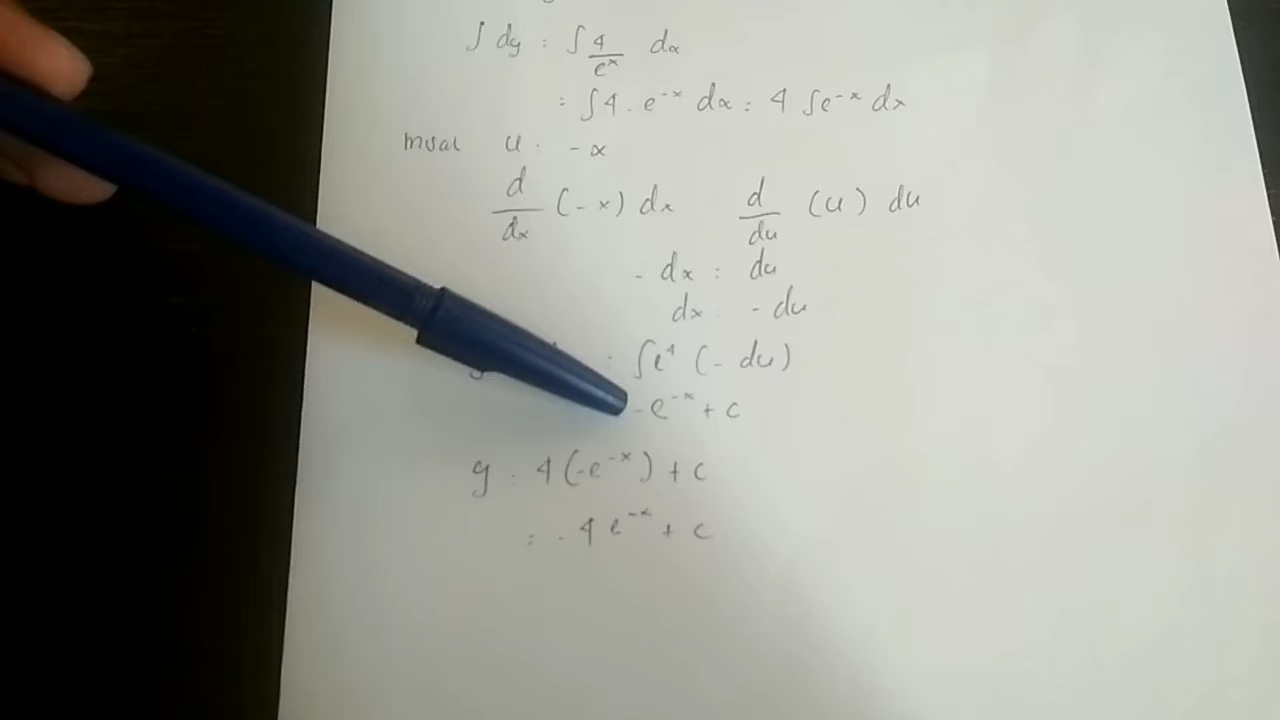 ∫ dy = ∫ 4/eˣ dx
= ∫ 4 . e⁻ˣ dx = 4 ∫ e⁻ˣ dx
misal u = -x
d/dx (-x) dx d/du (u) du
- dx = du
dx - du
∫ eᵘ (- du)
-e⁻ˣ + c
y = 4(-e⁻ˣ) + c
= -4 e⁻ˣ + c